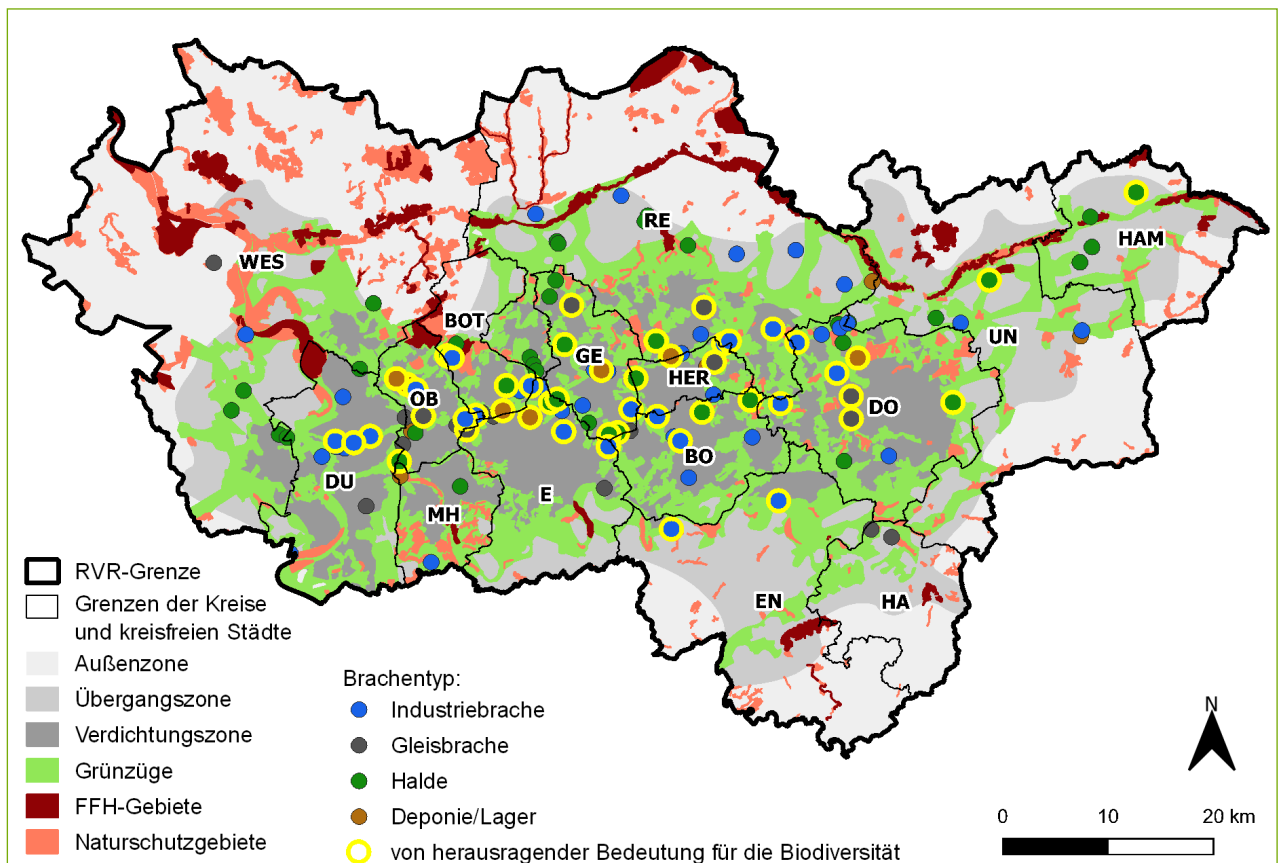 RE
HAM
WES
BOT
UN
GE
HER
OB
DO
BO
DU
E
MH
EN
HA
RVR-Grenze
Grenzen der Kreise
und kreisfreien Städte
Außenzone
Übergangszone
Verdichtungszone
Grünzüge
FFH-Gebiete
Naturschutzgebiete
Brachentyp:
Industriebrache
Gleisbrache
Halde
Deponie/Lager
von herausragender Bedeutung für die Biodiversität
N
0 10 20 km